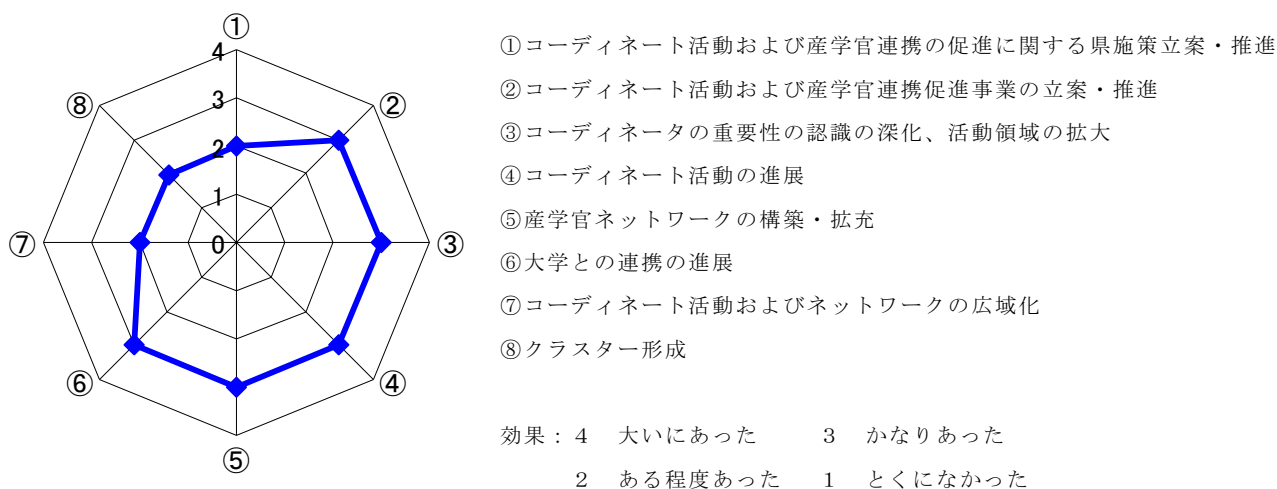 ①
4
3
2
1
0
②
③
④
⑤
⑥
⑦
⑧
①コーディネート活動および産学官連携の促進に関する県施策立案・推進
②コーディネート活動および産学官連携促進事業の立案・推進
③コーディネータの重要性の認識の深化、活動領域の拡大
④コーディネート活動の進展
⑤産学官ネットワークの構築・拡充
⑥大学との連携の進展
⑦コーディネート活動およびネットワークの広域化
⑧クラスター形成
効果：４　大いにあった　　３　かなりあった
２　ある程度あった　１　とくになかった